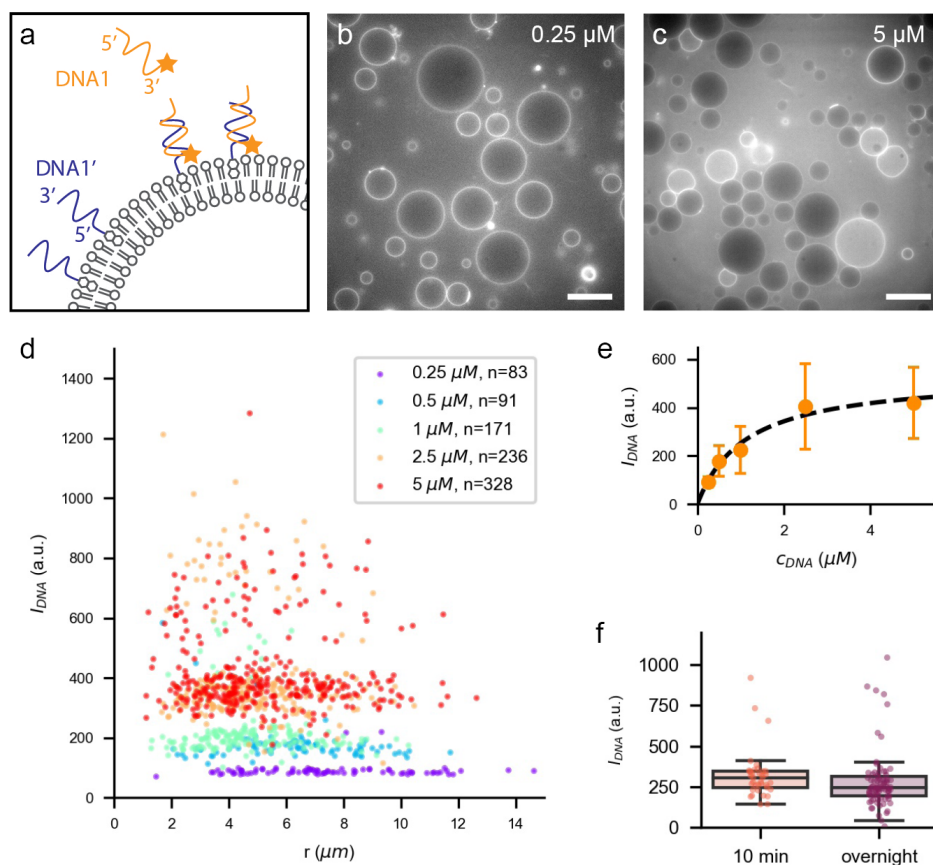 a
5′
DNA1
3′
DNA1′
3′
5′
b
0.25 µM
c
5 µM
d
1400
1200
1000
800
600
400
200
0
I_DNA (a.u.)
0 2 4 6 8 10 12 14
r (µm)
0.25 µM, n=83
0.5 µM, n=91
1 µM, n=171
2.5 µM, n=236
5 µM, n=328
e
600
400
200
0
I_DNA (a.u.)
0 2 4
c_DNA (µM)
f
1000
750
500
250
0
I_DNA (a.u.)
10 min overnight